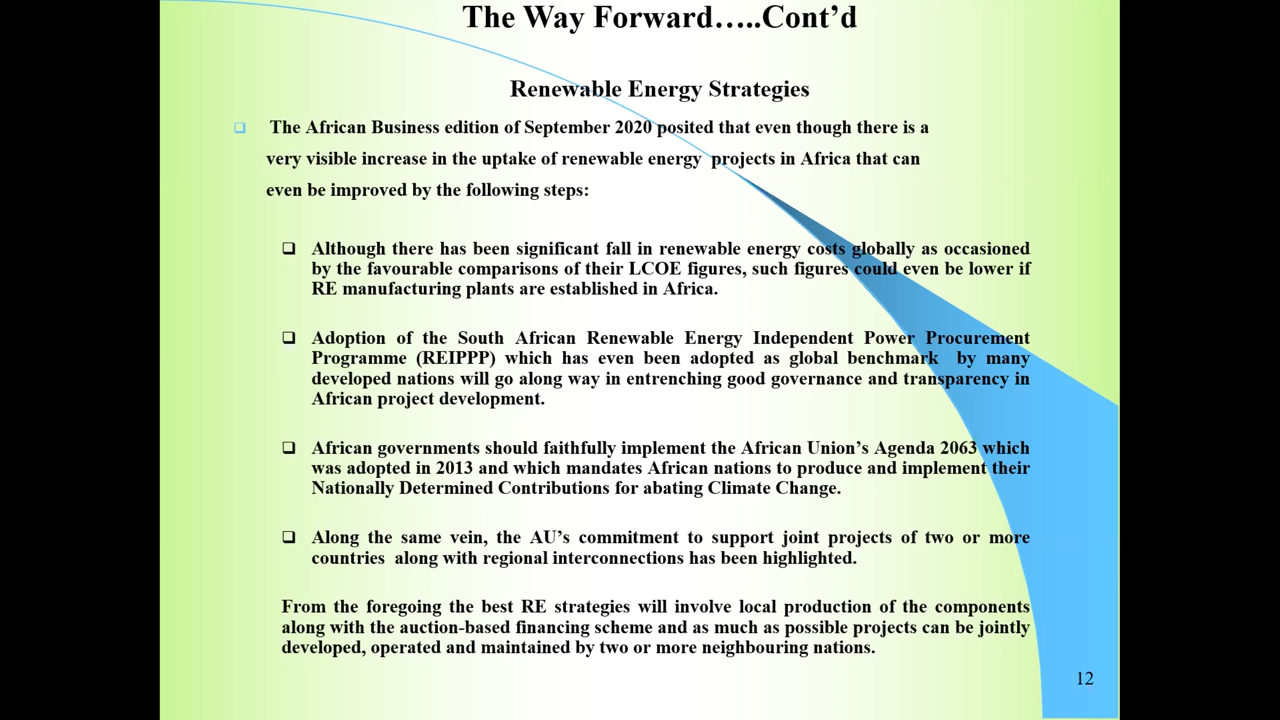 The Way Forward…..Cont’d
Renewable Energy Strategies
❑ The African Business edition of September 2020 posited that even though there is a
very visible increase in the uptake of renewable energy projects in Africa that can
even be improved by the following steps:
❑ Although there has been significant fall in renewable energy costs globally as occasioned
by the favourable comparisons of their LCOE figures, such figures could even be lower if
RE manufacturing plants are established in Africa.
❑ Adoption of the South African Renewable Energy Independent Power Procurement
Programme (REIPPP) which has even been adopted as global benchmark by many
developed nations will go along way in entrenching good governance and transparency in
African project development.
❑ African governments should faithfully implement the African Union’s Agenda 2063 which
was adopted in 2013 and which mandates African nations to produce and implement their
Nationally Determined Contributions for abating Climate Change.
❑ Along the same vein, the AU’s commitment to support joint projects of two or more
countries along with regional interconnections has been highlighted.
From the foregoing the best RE strategies will involve local production of the components
along with the auction-based financing scheme and as much as possible projects can be jointly
developed, operated and maintained by two or more neighbouring nations.
12